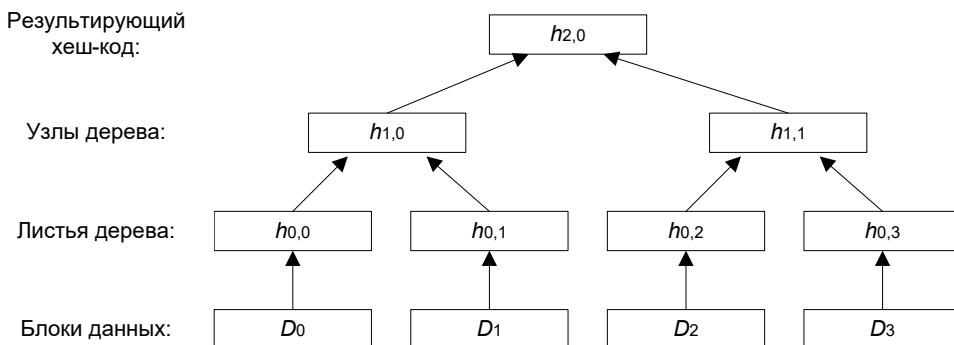 Результирующий
хеш-код:
h2,0
Узлы дерева:
h1,0
h1,1
Листья дерева:
h0,0
h0,1
h0,2
h0,3
Блоки данных:
D0
D1
D2
D3